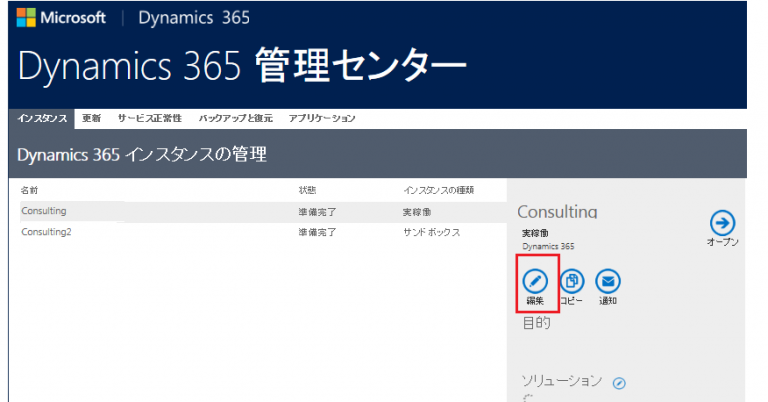 Microsoft | Dynamics 365
Dynamics 365 管理センター
インスタンス 更新 サービス正常性 バックアップと復元 アプリケーション
Dynamics 365 インスタンスの管理
名前 状態 インスタンスの種類
Consulting 準備完了 実稼働
Consulting2 準備完了 サンドボックス
Consulting
実稼働
Dynamics 365
オープン
編集 コピー 通知
目的
ソリューション